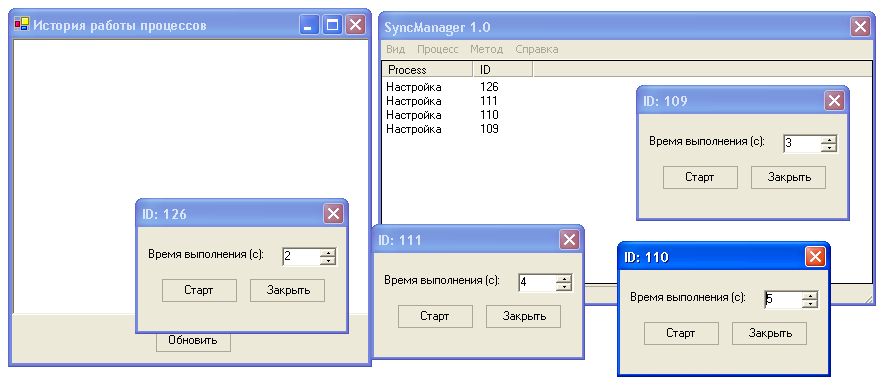 История работы процессов
SyncManager 1.0
Вид Процесс Метод Справка
Process ID
Настройка 126
Настройка 111
Настройка 110
Настройка 109
ID: 109
Время выполнения (с): 3
Старт Закрыть
ID: 126
Время выполнения (с): 2
Старт Закрыть
Обновить
ID: 111
Время выполнения (с): 4
Старт Закрыть
ID: 110
Время выполнения (с): 5
Старт Закрыть